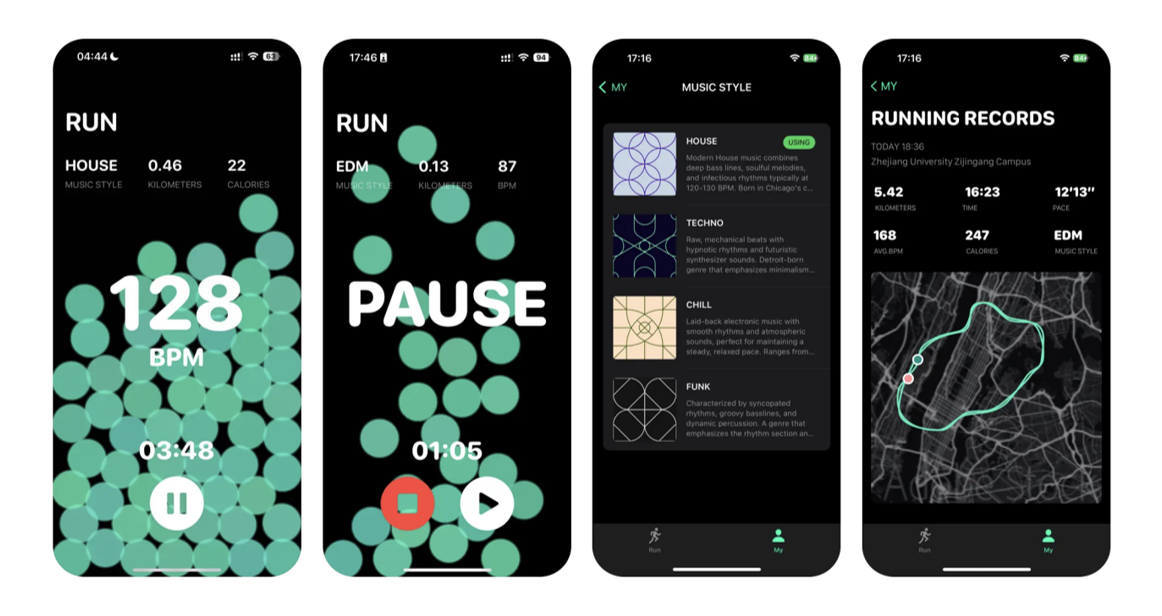 04:44
63
RUN
HOUSE 0.46 22
MUSIC STYLE KILOMETERS CALORIES
128
BPM
03:48
17:46
94
RUN
EDM 0.13 87
MUSIC STYLE KILOMETERS BPM
PAUSE
01:05
17:16
84
MY MUSIC STYLE
HOUSE USING
Modern House music combines
deep bass lines, soulful melodies,
and infectious rhythms typically at
120-130 BPM. Born in Chicago's c...
TECHNO
Raw, mechanical beats with
hypnotic rhythms and futuristic
synthesizer sounds. Detroit-born
genre that emphasizes minimalism...
CHILL
Laid-back electronic music with
smooth rhythms and atmospheric
sounds, perfect for maintaining a
steady, relaxed pace. Ranges from...
FUNK
Characterized by syncopated
rhythms, groovy basslines, and
dynamic percussion. A genre that
emphasizes the rhythm section an...
Run My
17:16
84
MY
RUNNING RECORDS
TODAY 18:36
Zhejiang University Zijingang Campus
5.42 16:23 12'13"
KILOMETERS TIME PACE
168 247 EDM
AVG.BPM CALORIES MUSIC STYLE
Run My